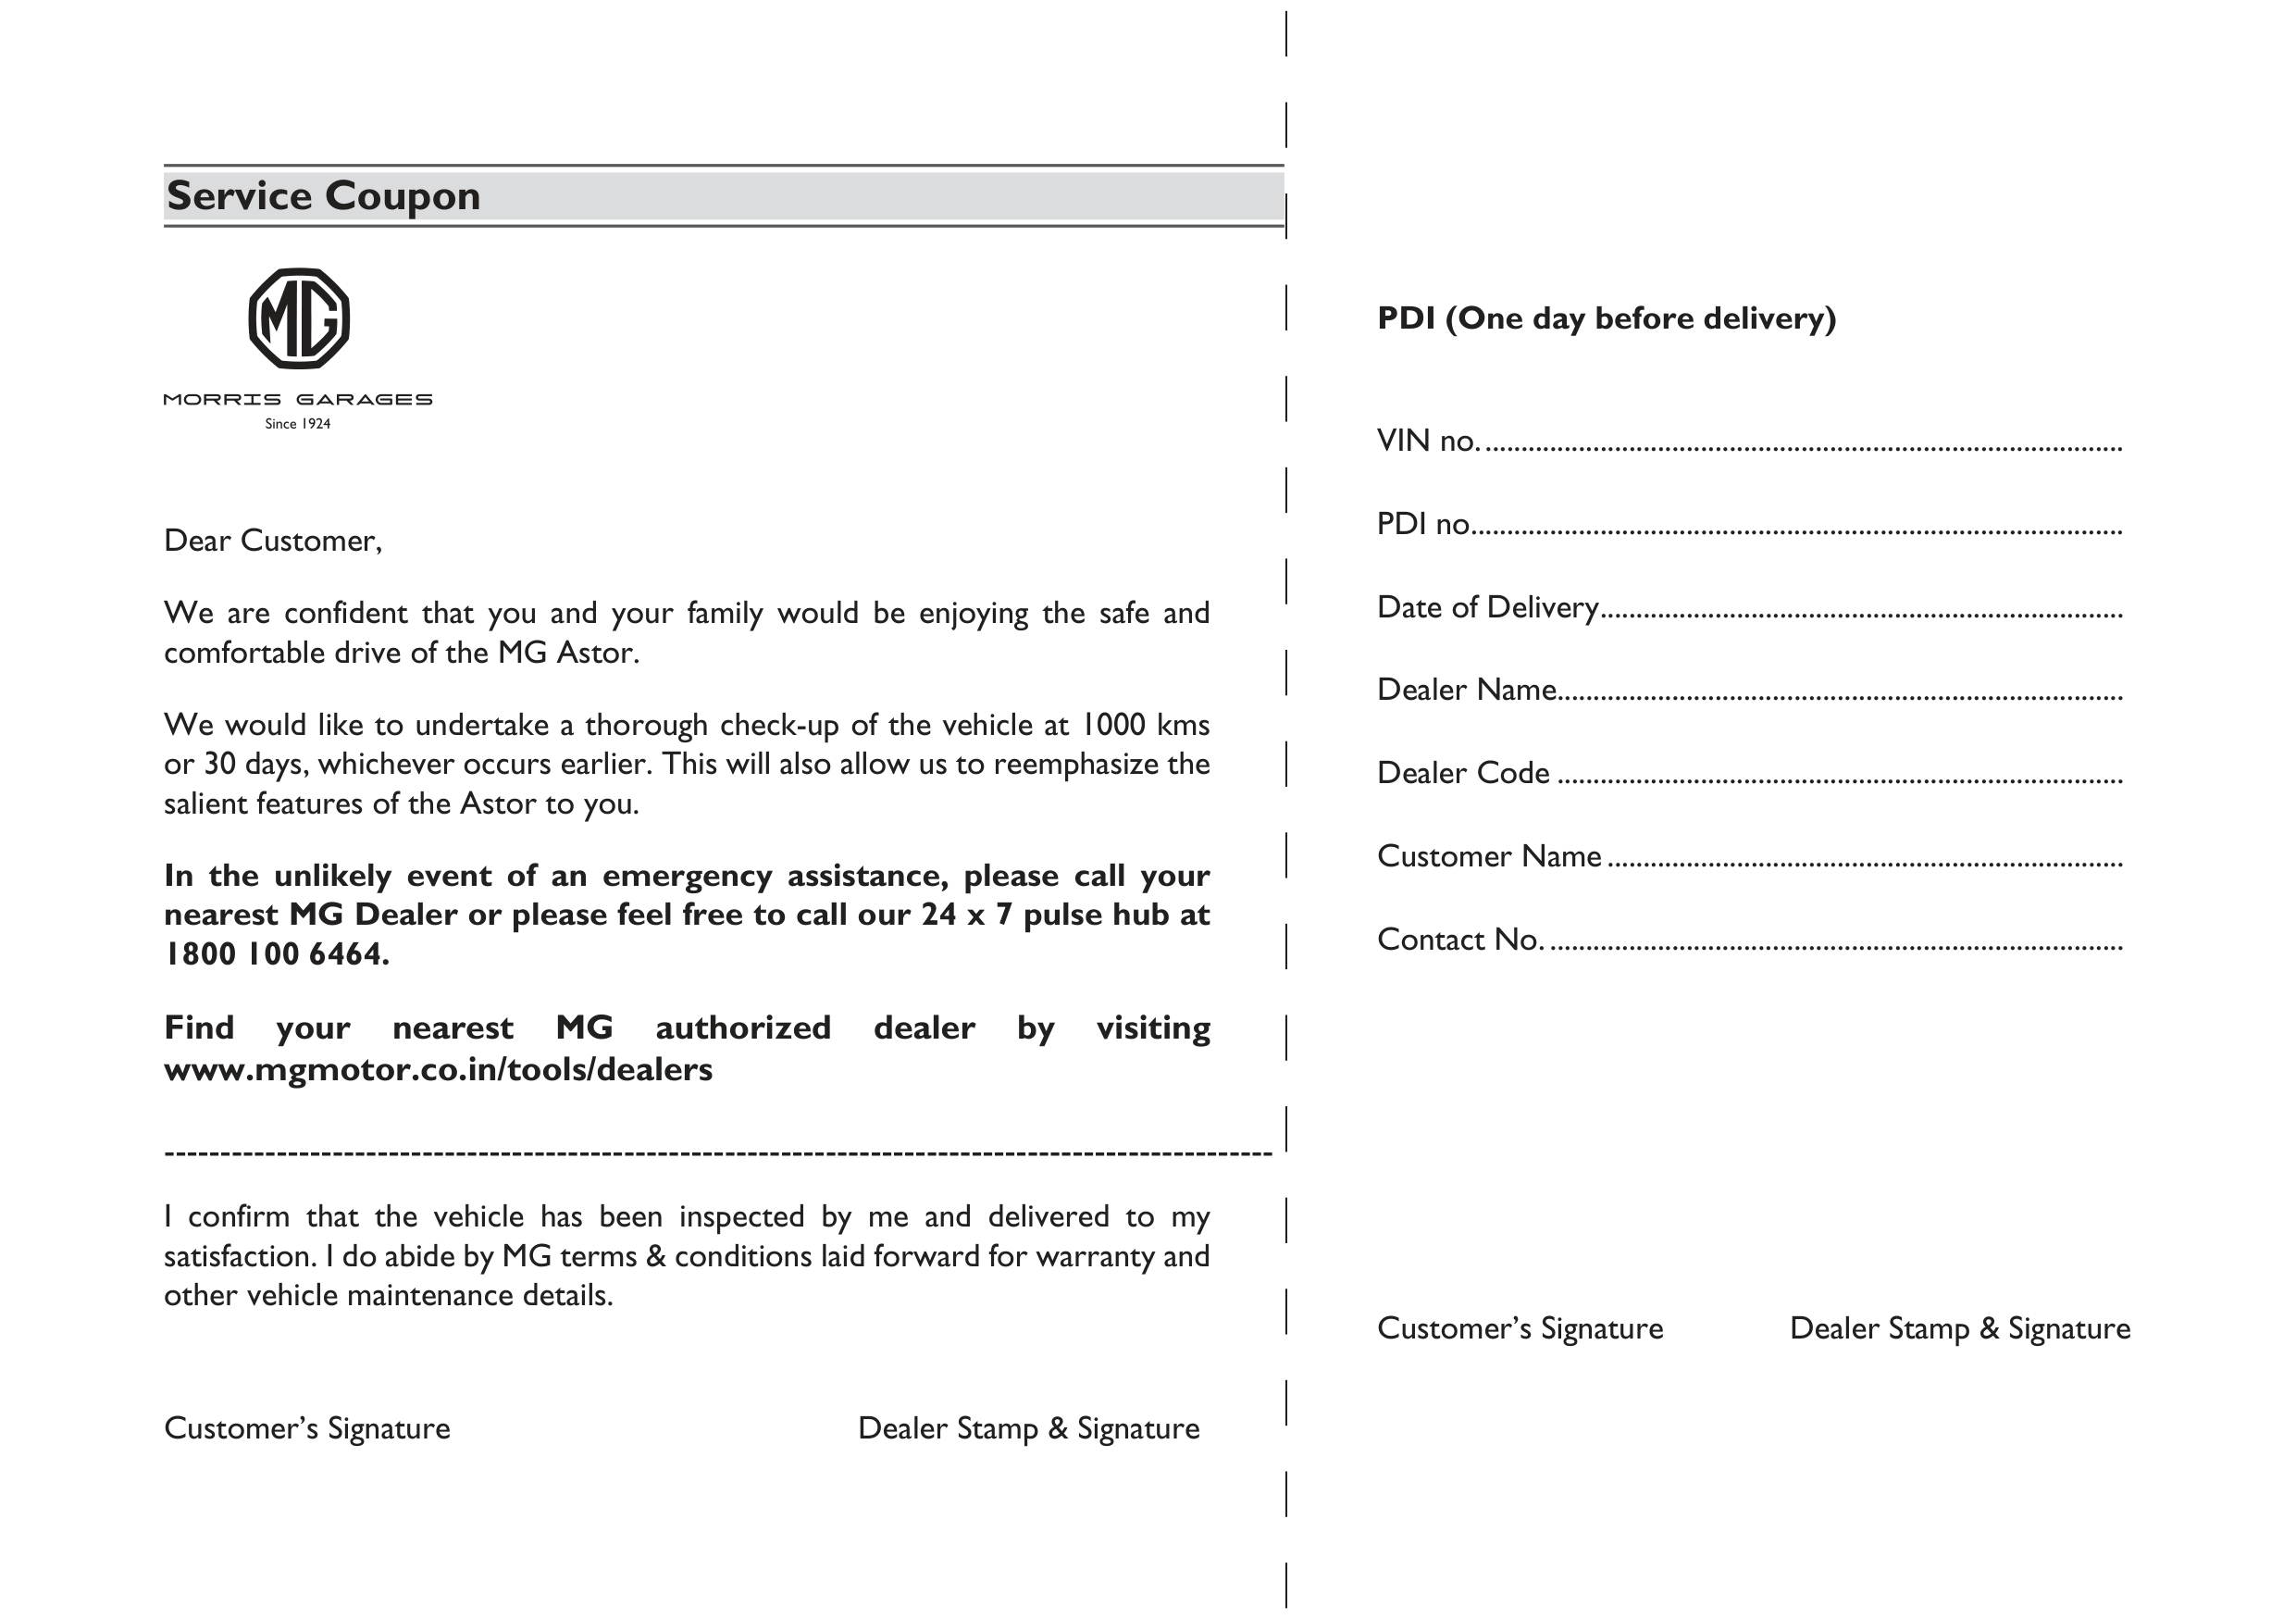 Service Coupon
MG
MORRIS GARAGES
Since 1924
Dear Customer,
We are confident that you and your family would be enjoying the safe and
comfortable drive of the MG Astor.
We would like to undertake a thorough check-up of the vehicle at 1000 kms
or 30 days, whichever occurs earlier. This will also allow us to reemphasize the
salient features of the Astor to you.
In the unlikely event of an emergency assistance, please call your
nearest MG Dealer or please feel free to call our 24 x 7 pulse hub at
1800 100 6464.
Find your nearest MG authorized dealer by visiting
www.mgmotor.co.in/tools/dealers
I confirm that the vehicle has been inspected by me and delivered to my
satisfaction. I do abide by MG terms & conditions laid forward for warranty and
other vehicle maintenance details.
Customer’s Signature Dealer Stamp & Signature
PDI (One day before delivery)
VIN no.
PDI no.
Date of Delivery
Dealer Name
Dealer Code
Customer Name
Contact No.
Customer’s Signature Dealer Stamp & Signature